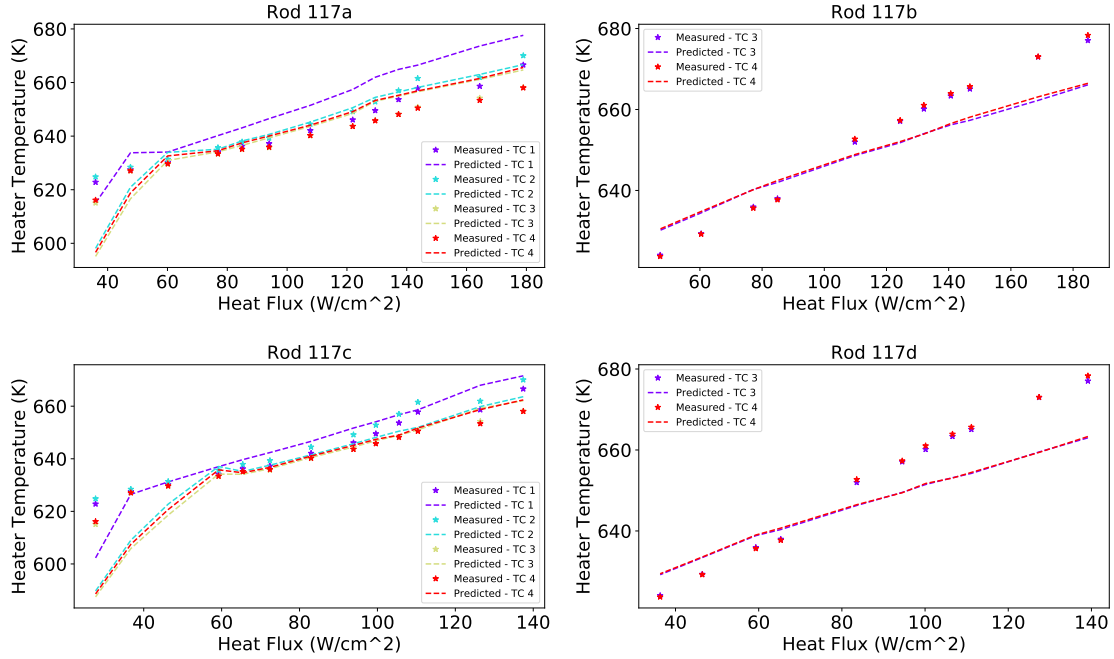 Rod 117a
Heater Temperature (K)
680
660
640
620
600
40 60 80 100 120 140 160 180
Heat Flux (W/cm^2)
Measured - TC 1
Predicted - TC 1
Measured - TC 2
Predicted - TC 2
Measured - TC 3
Predicted - TC 3
Measured - TC 4
Predicted - TC 4
Rod 117b
Heater Temperature (K)
680
660
640
60 80 100 120 140 160 180
Heat Flux (W/cm^2)
Measured - TC 3
Predicted - TC 3
Measured - TC 4
Predicted - TC 4
Rod 117c
Heater Temperature (K)
660
640
620
600
40 60 80 100 120 140
Heat Flux (W/cm^2)
Measured - TC 1
Predicted - TC 1
Measured - TC 2
Predicted - TC 2
Measured - TC 3
Predicted - TC 3
Measured - TC 4
Predicted - TC 4
Rod 117d
Heater Temperature (K)
680
660
640
40 60 80 100 120 140
Heat Flux (W/cm^2)
Measured - TC 3
Predicted - TC 3
Measured - TC 4
Predicted - TC 4